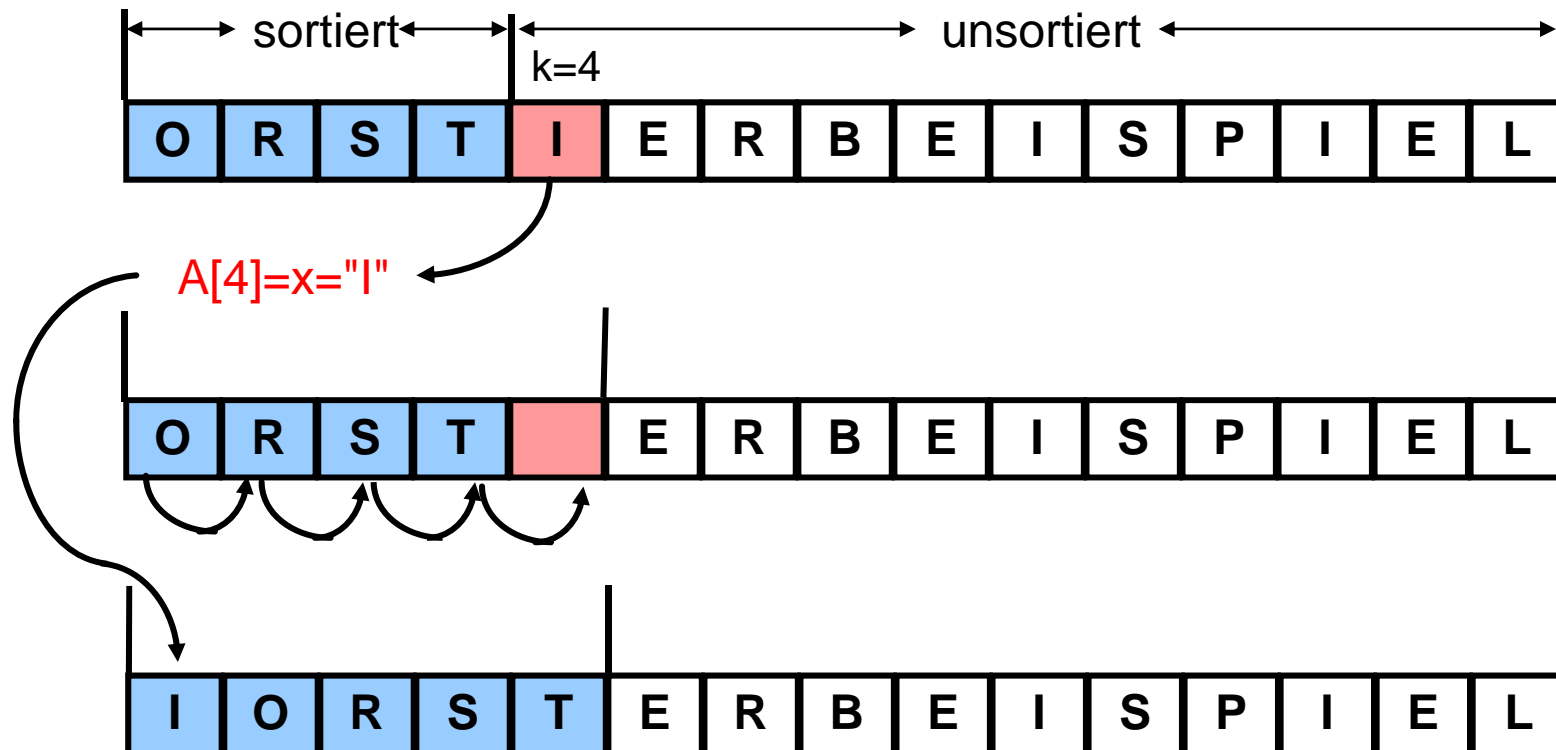 sortiert unsortiert
k=4
O R S T I E R B E I S P I E L
A[4]=x="I"
O R S T E R B E I S P I E L
I O R S T E R B E I S P I E L